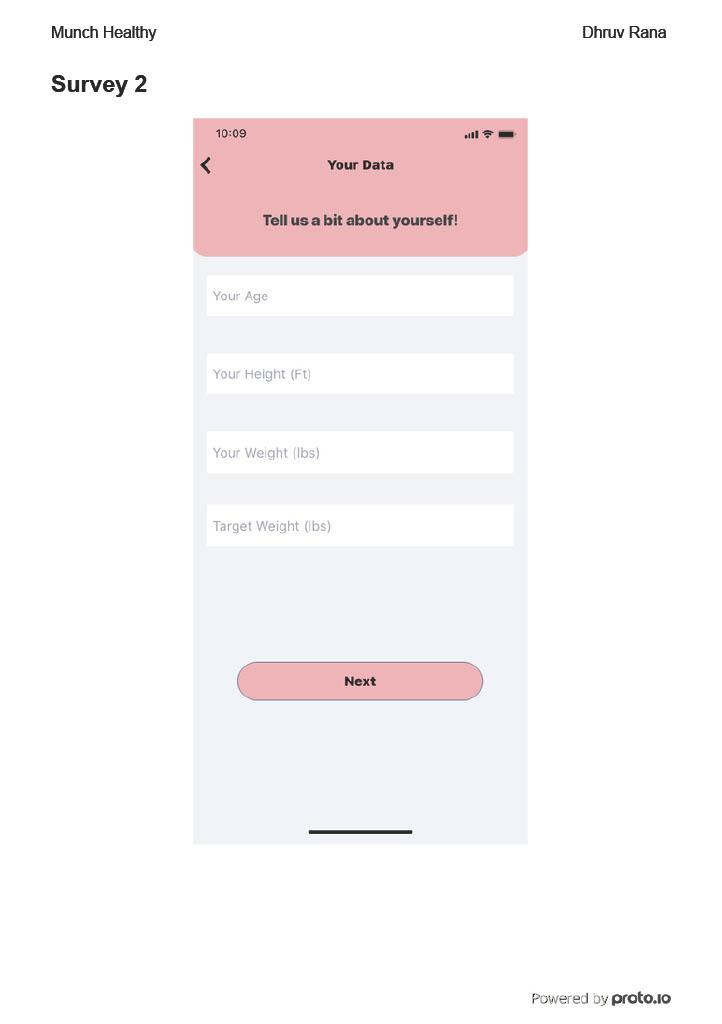 Munch Healthy Dhruv Rana
Survey 2
10:09
Your Data
Tell us a bit about yourself!
Your Age
Your Height (Ft)
Your Weight (lbs)
Target Weight (lbs)
Next
Powered by proto.io